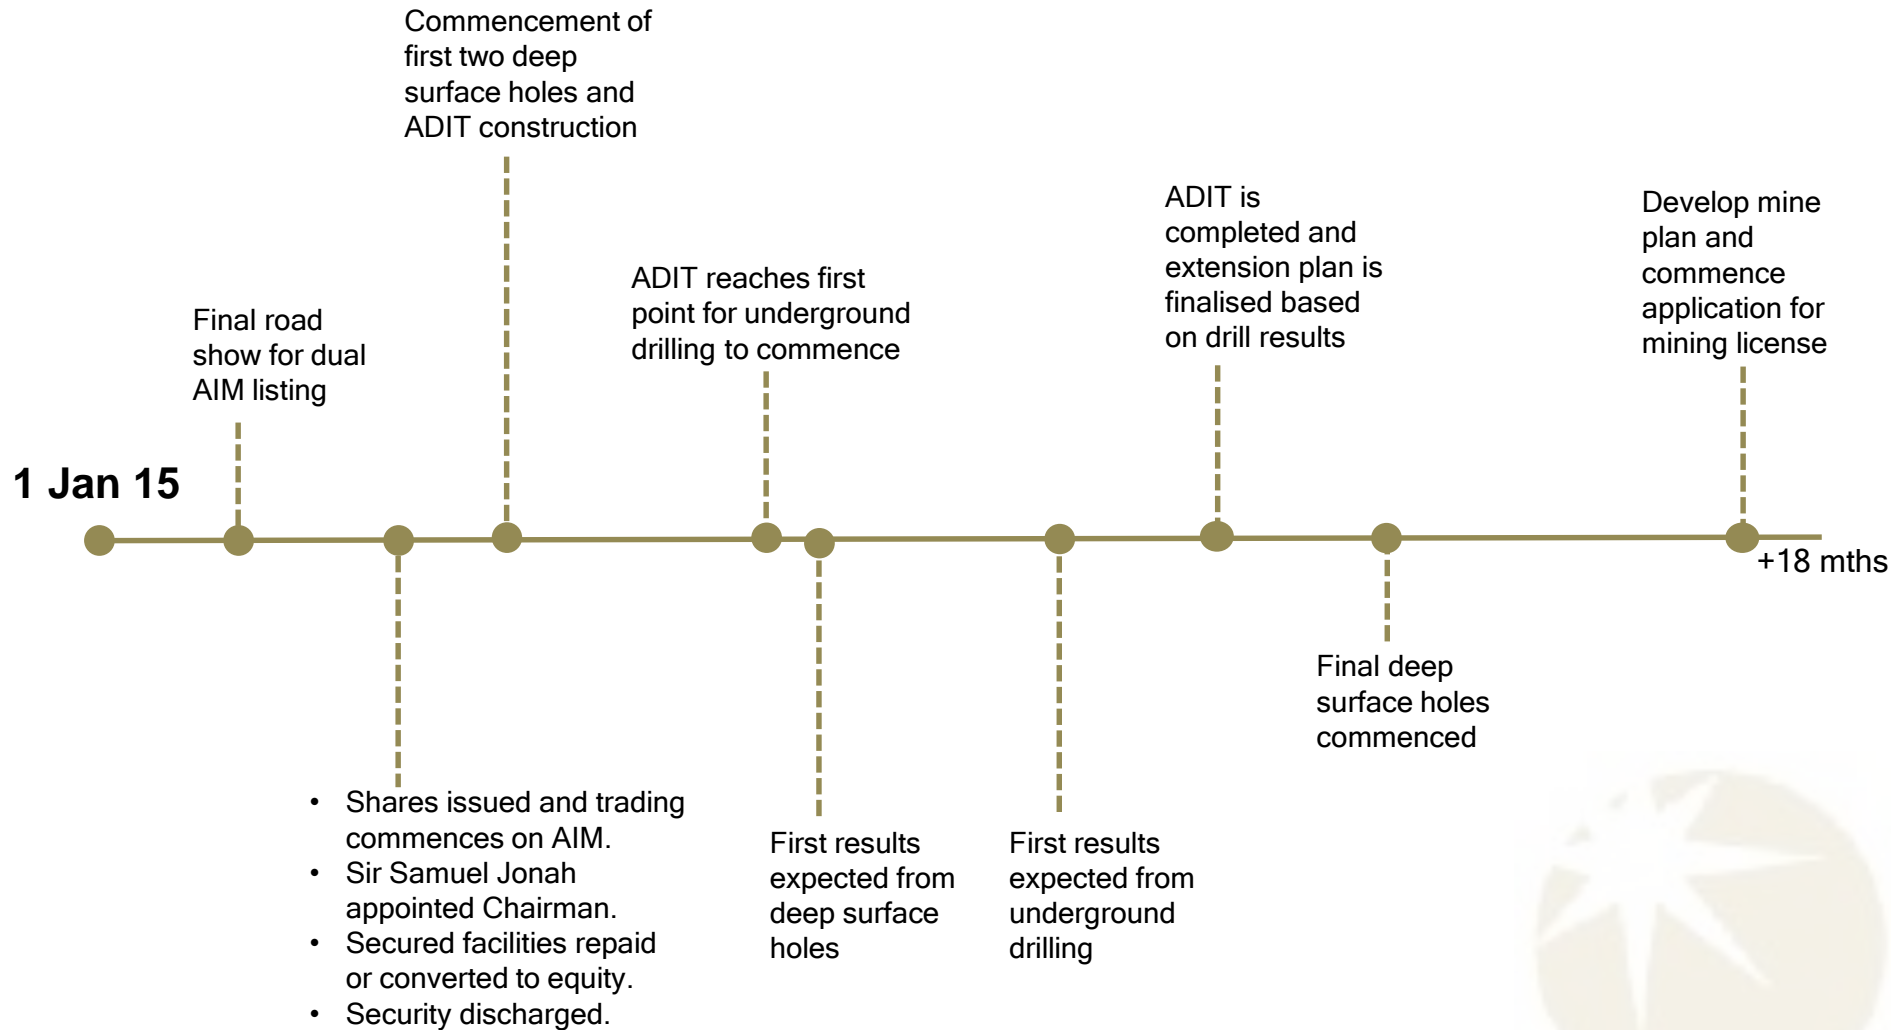 Commencement of
first two deep
surface holes and
ADIT construction
ADIT is
completed and
extension plan is
finalised based
on drill results
Develop mine
plan and
commence
application for
mining license
ADIT reaches first
point for underground
drilling to commence
Final road
show for dual
AIM listing
1 Jan 15
+18 mths
Final deep
surface holes
commenced
• Shares issued and trading
commences on AIM.
• Sir Samuel Jonah
appointed Chairman.
• Secured facilities repaid
or converted to equity.
• Security discharged.
First results
expected from
deep surface
holes
First results
expected from
underground
drilling